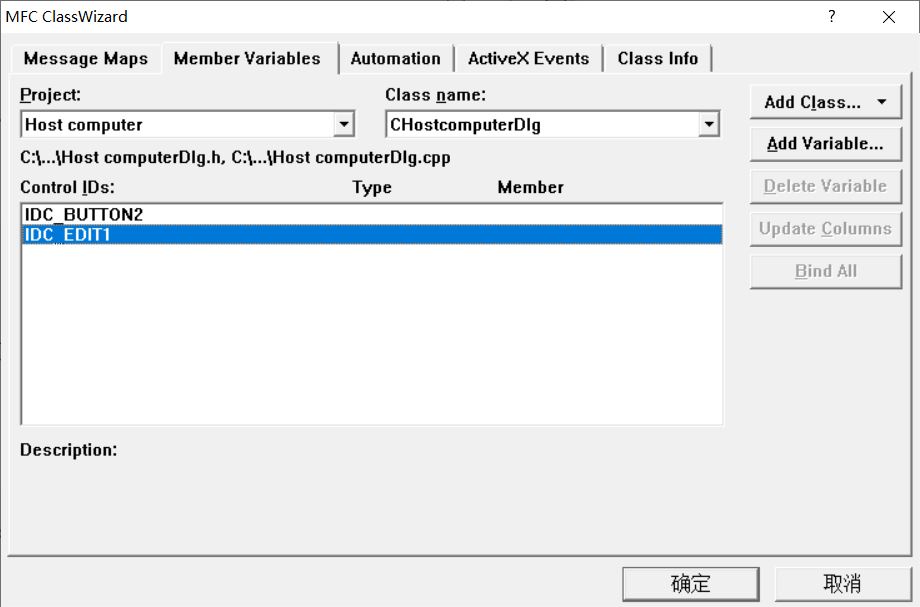 MFC ClassWizard
?
Message Maps Member Variables Automation ActiveX Events Class Info
Project: Class name:
Host computer CHostcomputerDlg
Add Class...
C:\...\Host computerDlg.h, C:\...\Host computerDlg.cpp
Add Variable...
Control IDs: Type Member
Delete Variable
IDC_BUTTON2
IDC_EDIT1
Update Columns
Bind All
Description:
确定 取消